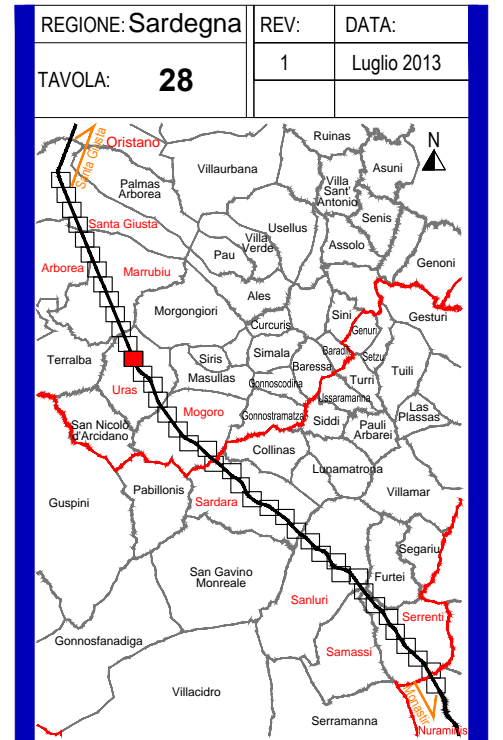 REGIONE: Sardegna
REV:
DATA:
TAVOLA: 28
1
Luglio 2013
N
Ruinas
Oristano
Santa Giusta
Villaurbana
Asuni
Palmas
Arborea
Villa
Sant'
Antonio
Senis
Santa Giusta
Usellus
Villa
Verde
Assolo
Pau
Genoni
Arborea
Marrubiu
Ales
Morgongiori
Sini
Gesturi
Curcuris
Genuri
Terralba
Siris
Simala
Baradili
Setzu
Baressa
Tuili
Masullas
Gonnoscodina
Turri
Uras
Ussaramanna
Mogoro
Gonnostramatza
Siddi
Las
Plassas
San Nicolò
d'Arcidano
Pauli
Arbarei
Collinas
Lunamatrona
Pabillonis
Villamar
Guspini
Sardara
Segariu
San Gavino
Monreale
Furtei
Sanluri
Serrenti
Gonnosfanadiga
Samassi
Villacidro
Monastir
Serramanna
Nuraminis